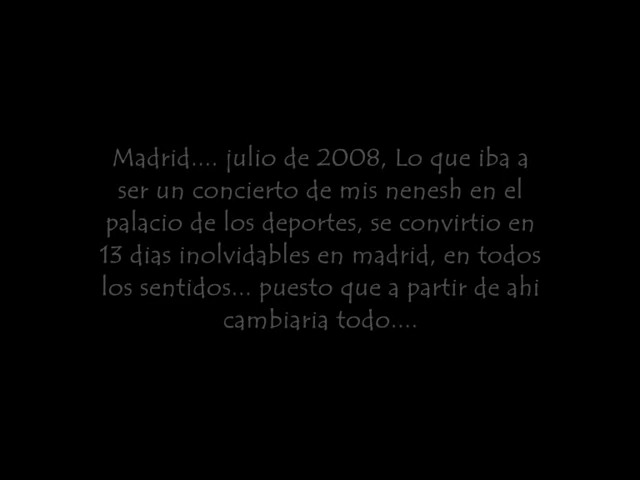 Madrid.... julio de 2008, Lo que iba a
ser un concierto de mis nenesh en el
palacio de los deportes, se convirtio en
13 dias inolvidables en madrid, en todos
los sentidos... puesto que a partir de ahi
cambiaria todo....